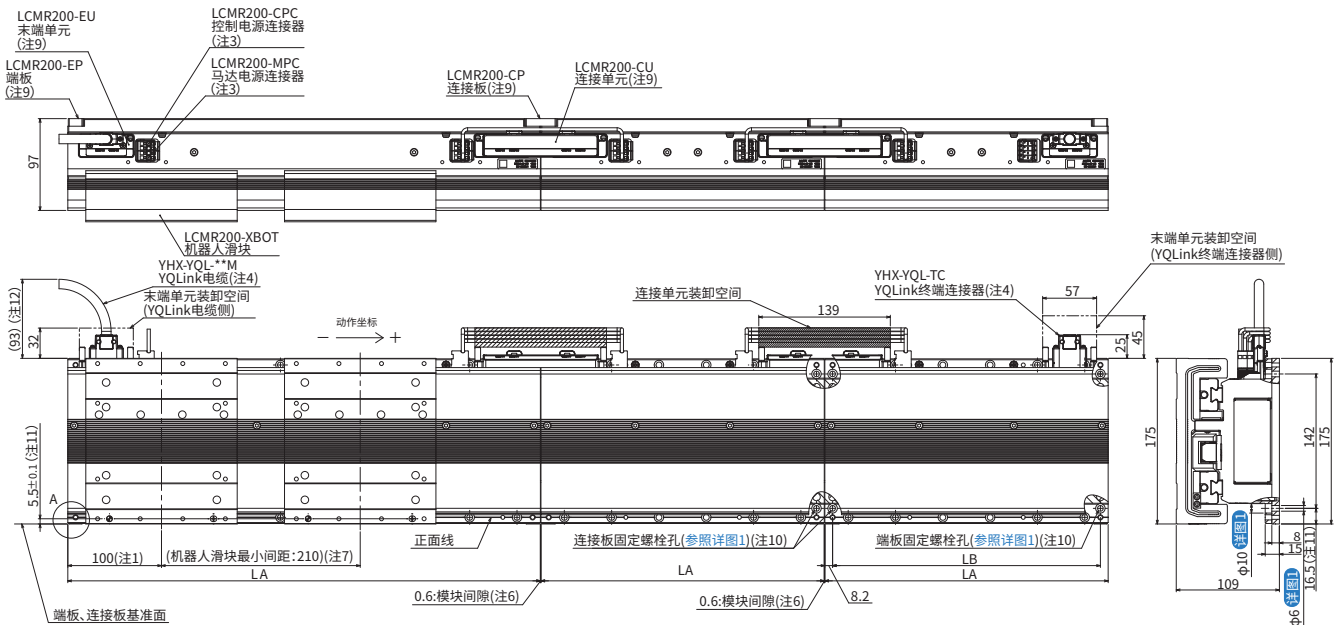 LCMR200-EU
末端单元
(注9)
LCMR200-CPC
控制电源连接器
(注3)
LCMR200-EP
端板
(注9)
LCMR200-MPC
马达电源连接器
(注3)
LCMR200-CP
连接板(注9)
LCMR200-CU
连接单元(注9)
97
LCMR200-XBOT
机器人滑块
YHX-YQL-**M
YQLink电缆(注4)
末端单元装卸空间
(YQLink电缆侧)
(93)(注12)
32
动作坐标
− +
连接单元装卸空间
139
YHX-YQL-TC
YQLink终端连接器(注4)
末端单元装卸空间
(YQLink终端连接器侧)
57
25
45
175
142
175
5.5±0.1(注11)
A
正面线
连接板固定螺栓孔(参照详图1)(注10)
端板固定螺栓孔(参照详图1)(注10)
100(注1)
(机器人滑块最小间距:210)(注7)
LA
LA
LB
LA
0.6:模块间隙(注6)
0.6:模块间隙(注6)
8.2
端板、连接板基准面
109
φ10 详图1
8
15
16.5(注11)
φ6 详图1